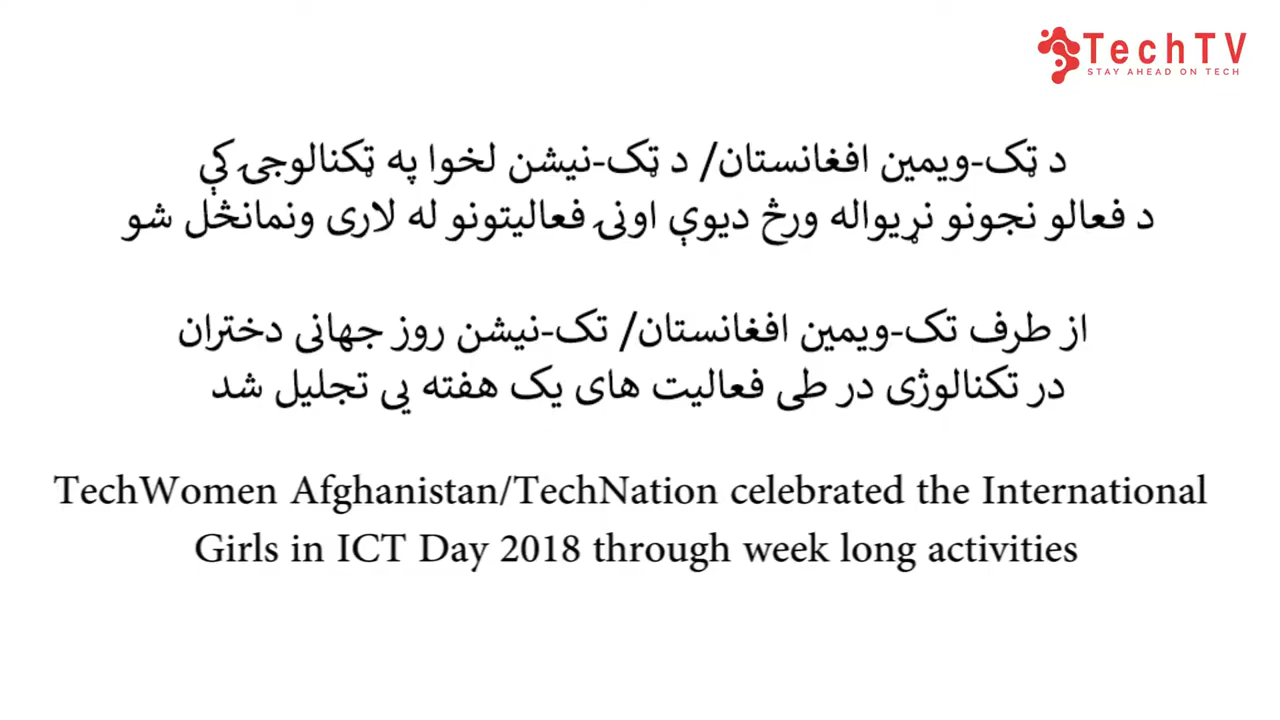 TechTV
STAY AHEAD ON TECH
د ټک-ویمین افغانستان/ د ټک-نیشن لخوا په ټکنالوجۍ کې
د فعالو نجونو نړیواله ورځ دیوې اونۍ فعالیتونو له لاری ونمانځل شو
از طرف تک-ویمین افغانستان/ تک-نیشن روز جهانی دختران
در تکنالوژی در طی فعالیت های یک هفته یی تجلیل شد
TechWomen Afghanistan/TechNation celebrated the International
Girls in ICT Day 2018 through week long activities